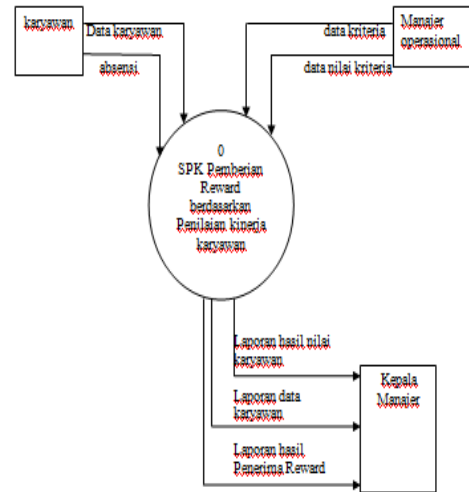 karyawan
Data karyawan
absensi
data kriteria
data nilai kriteria
Manajer
operasional
0
SPK Pemberian
Reward
berdasarkan
Penilaian kinerja
karyawan
Laporan hasil nilai
karyawan
Laporan data
karyawan
Laporan hasil
Penerima Reward
Kepala
Manajer